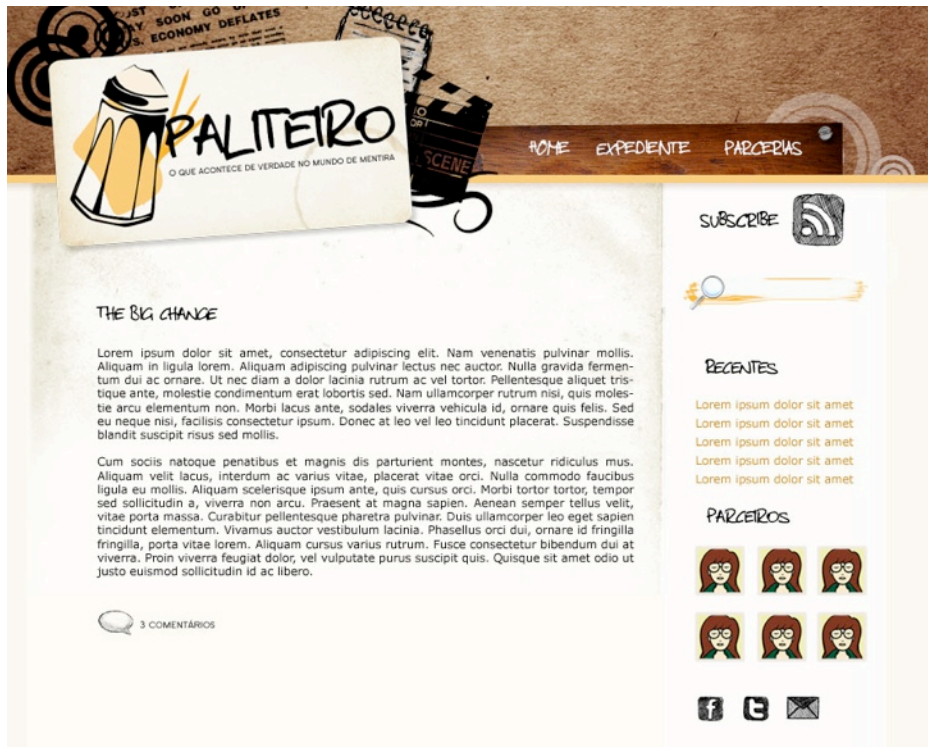 SOON GO
S. ECONOMY DEFLATES
PALITEIRO
O QUE ACONTECE DE VERDADE NO MUNDO DE MENTIRA
SCENE
HOME EXPEDIENTE PARCERIAS
SUBSCRIBE
THE BIG CHANGE
Lorem ipsum dolor sit amet, consectetur adipiscing elit. Nam venenatis pulvinar mollis.
Aliquam in ligula lorem. Aliquam adipiscing pulvinar lectus nec auctor. Nulla gravida fermen-
tum dui ac ornare. Ut nec diam a dolor lacinia rutrum ac vel tortor. Pellentesque aliquet tris-
tique ante, molestie condimentum erat lobortis sed. Nam ullamcorper rutrum nisi, quis moles-
tie arcu elementum non. Morbi lacus ante, sodales viverra vehicula id, ornare quis felis. Sed
eu neque nisi, facilisis consectetur ipsum. Donec at leo vel leo tincidunt placerat. Suspendisse
blandit suscipit risus sed mollis.
Cum sociis natoque penatibus et magnis dis parturient montes, nascetur ridiculus mus.
Aliquam velit lacus, interdum ac varius vitae, placerat vitae orci. Nulla commodo faucibus
ligula eu mollis. Aliquam scelerisque ipsum ante, quis cursus orci. Morbi tortor tortor, tempor
sed sollicitudin a, viverra non arcu. Praesent at magna sapien. Aenean semper tellus velit,
vitae porta massa. Curabitur pellentesque pharetra pulvinar. Duis ullamcorper leo eget sapien
tincidunt elementum. Vivamus auctor vestibulum lacinia. Phasellus orci dui, ornare id fringilla
fringilla, porta vitae lorem. Aliquam cursus varius rutrum. Fusce consectetur bibendum dui at
viverra. Proin viverra feugiat dolor, vel vulputate purus suscipit quis. Quisque sit amet odio ut
justo euismod sollicitudin id ac libero.
3 COMENTÁRIOS
RECENTES
Lorem ipsum dolor sit amet
Lorem ipsum dolor sit amet
Lorem ipsum dolor sit amet
Lorem ipsum dolor sit amet
Lorem ipsum dolor sit amet
PARCEIROS